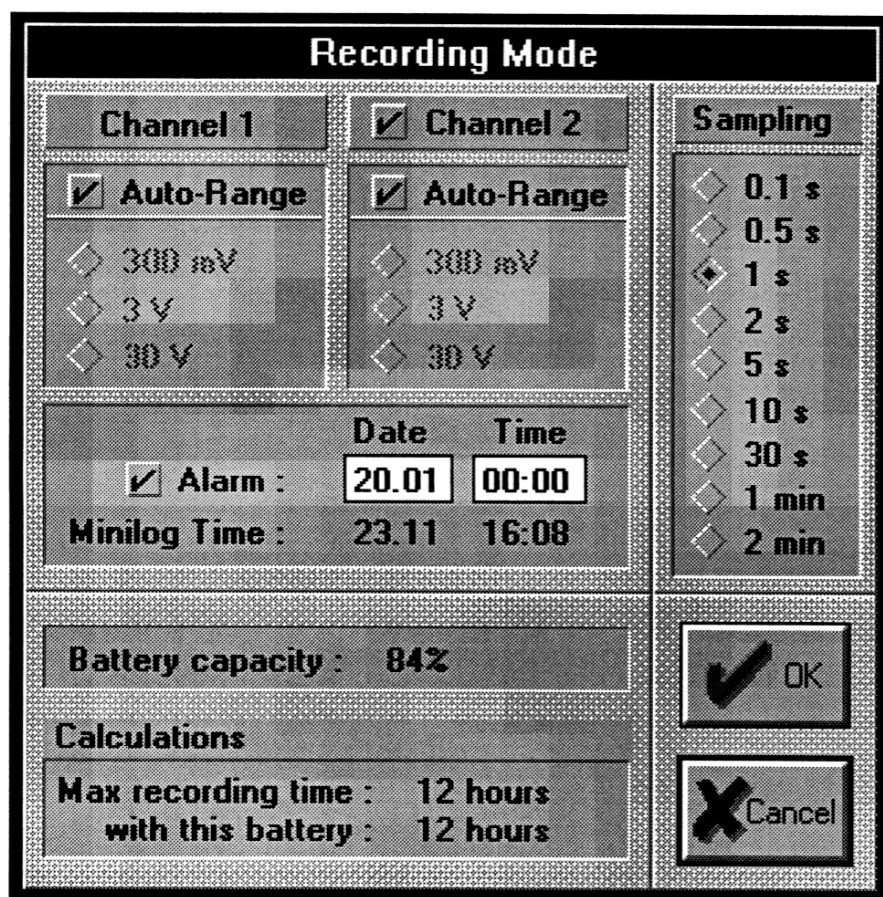 Recording Mode
Channel 1
Auto-Range
300 mV
3 V
30 V
Channel 2
Auto-Range
300 mV
3 V
30 V
Sampling
0.1 s
0.5 s
1 s
2 s
5 s
10 s
30 s
1 min
2 min
Date Time
Alarm : 20.01 00:00
Minilog Time : 23.11 16:08
Battery capacity : 84%
Calculations
Max recording time : 12 hours
with this battery : 12 hours
OK
Cancel